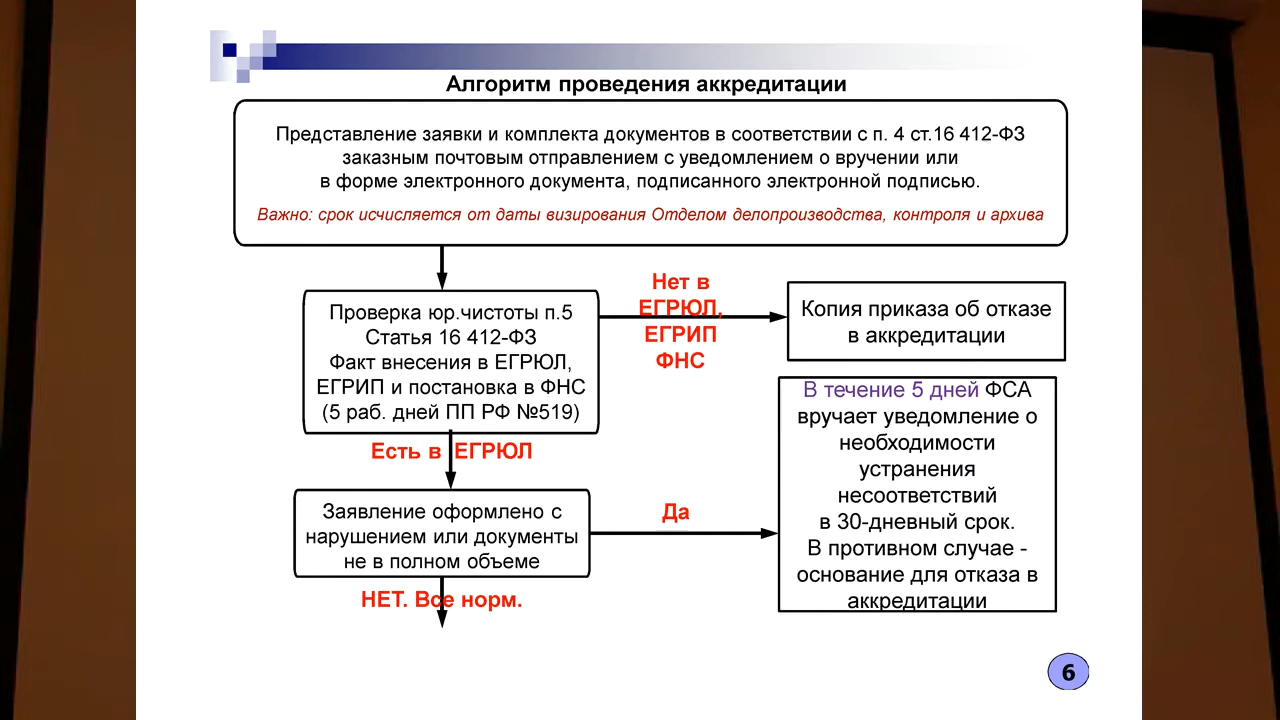 Алгоритм проведения аккредитации
Представление заявки и комплекта документов в соответствии с п. 4 ст.16 412-ФЗ
заказным почтовым отправлением с уведомлением о вручении или
в форме электронного документа, подписанного электронной подписью.
Важно: срок исчисляется от даты визирования Отделом делопроизводства, контроля и архива
Проверка юр.чистоты п.5
Статья 16 412-ФЗ
Факт внесения в ЕГРЮЛ,
ЕГРИП и постановка в ФНС
(5 раб. дней ПП РФ №519)
Нет в
ЕГРЮЛ,
ЕГРИП
ФНС
Копия приказа об отказе
в аккредитации
Есть в ЕГРЮЛ
Заявление оформлено с
нарушением или документы
не в полном объеме
Да
В течение 5 дней ФСА
вручает уведомление о
необходимости
устранения
несоответствий
в 30-дневный срок.
В противном случае -
основание для отказа в
аккредитации
НЕТ. Все норм.
6